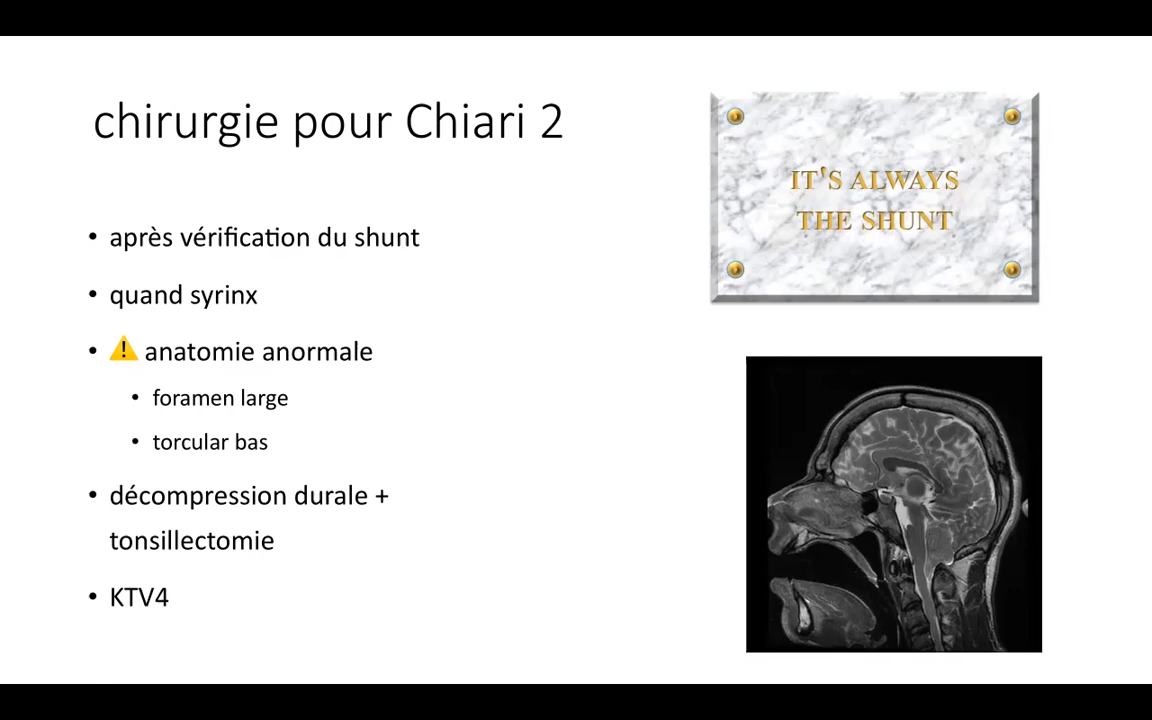 chirurgie pour Chiari 2
• après vérification du shunt
• quand syrinx
• ⚠ anatomie anormale
• foramen large
• torcular bas
• décompression durale +
tonsillectomie
• KTV4
IT'S ALWAYS
THE SHUNT